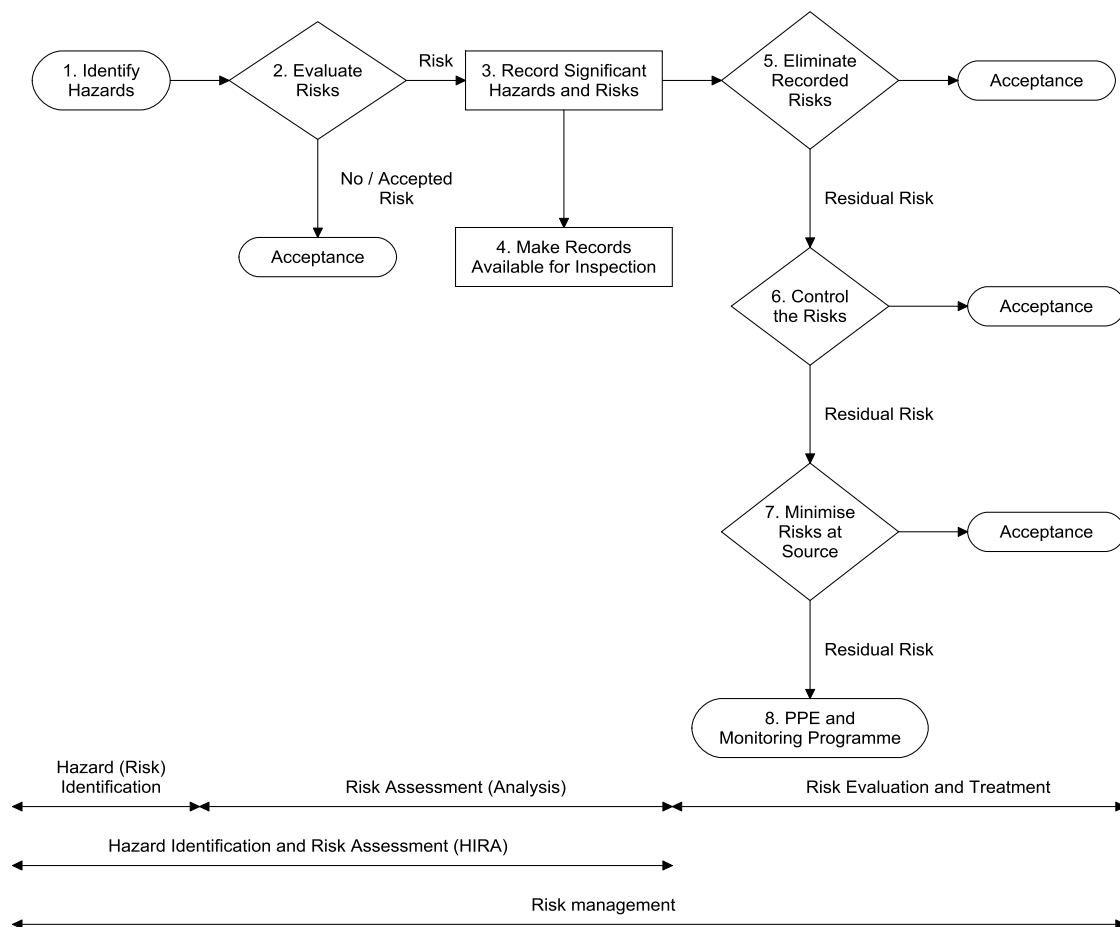 1. Identify
Hazards
2. Evaluate
Risks
Risk
3. Record Significant
Hazards and Risks
5. Eliminate
Recorded
Risks
Acceptance
No / Accepted
Risk
Residual Risk
Acceptance
4. Make Records
Available for Inspection
6. Control
the Risks
Acceptance
Residual Risk
7. Minimise
Risks at
Source
Acceptance
Residual Risk
8. PPE and
Monitoring Programme
Hazard (Risk)
Identification
Risk Assessment (Analysis)
Risk Evaluation and Treatment
Hazard Identification and Risk Assessment (HIRA)
Risk management